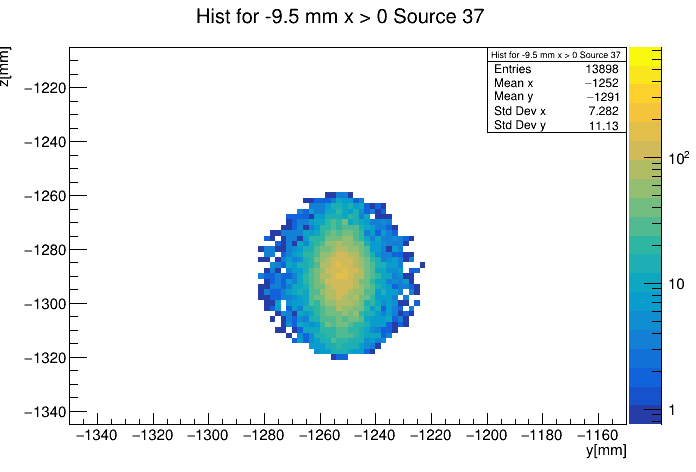 Hist for -9.5 mm x > 0 Source 37
z[mm]
Hist for -9.5 mm x > 0 Source 37
Entries 13898
Mean x −1252
Mean y −1291
Std Dev x 7.282
Std Dev y 11.13
−1220
−1240
−1260
−1280
−1300
−1320
−1340
10²
10
1
−1340 −1320 −1300 −1280 −1260 −1240 −1220 −1200 −1180 −1160
y[mm]